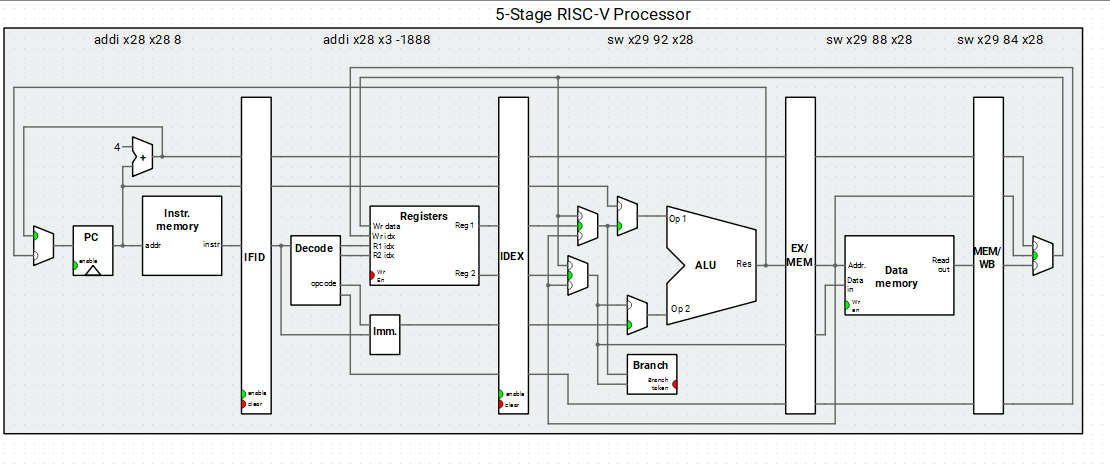 5-Stage RISC-V Processor
addi x28 x28 8
addi x28 x3 -1888
sw x29 92 x28
sw x29 88 x28
sw x29 84 x28
4
+
PC
enable
Instr.
memory
addr
instr
IFID
enable
clear
Decode
opcode
Registers
Wr data
Wr idx
R1 idx
R2 idx
Wr
En
Reg 1
Reg 2
Imm.
IDEX
enable
clear
Op 1
ALU
Res
Op 2
Branch
Branch
taken
EX/
MEM
Addr.
Data
in
Wr
en
Data
memory
Read
out
MEM/
WB